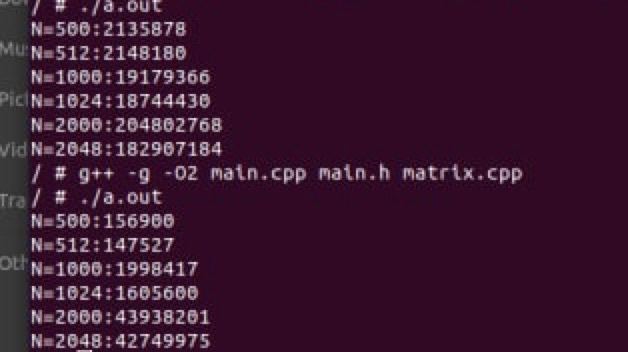 / # ./a.out
N=500:2135878
N=512:2148180
N=1000:19179366
N=1024:18744430
N=2000:204802768
N=2048:182907184
/ # g++ -g -O2 main.cpp main.h matrix.cpp
/ # ./a.out
N=500:156900
N=512:147527
N=1000:1998417
N=1024:1605600
N=2000:43938201
N=2048:42749975
Mu
Pic
Vid
Tra
Oth